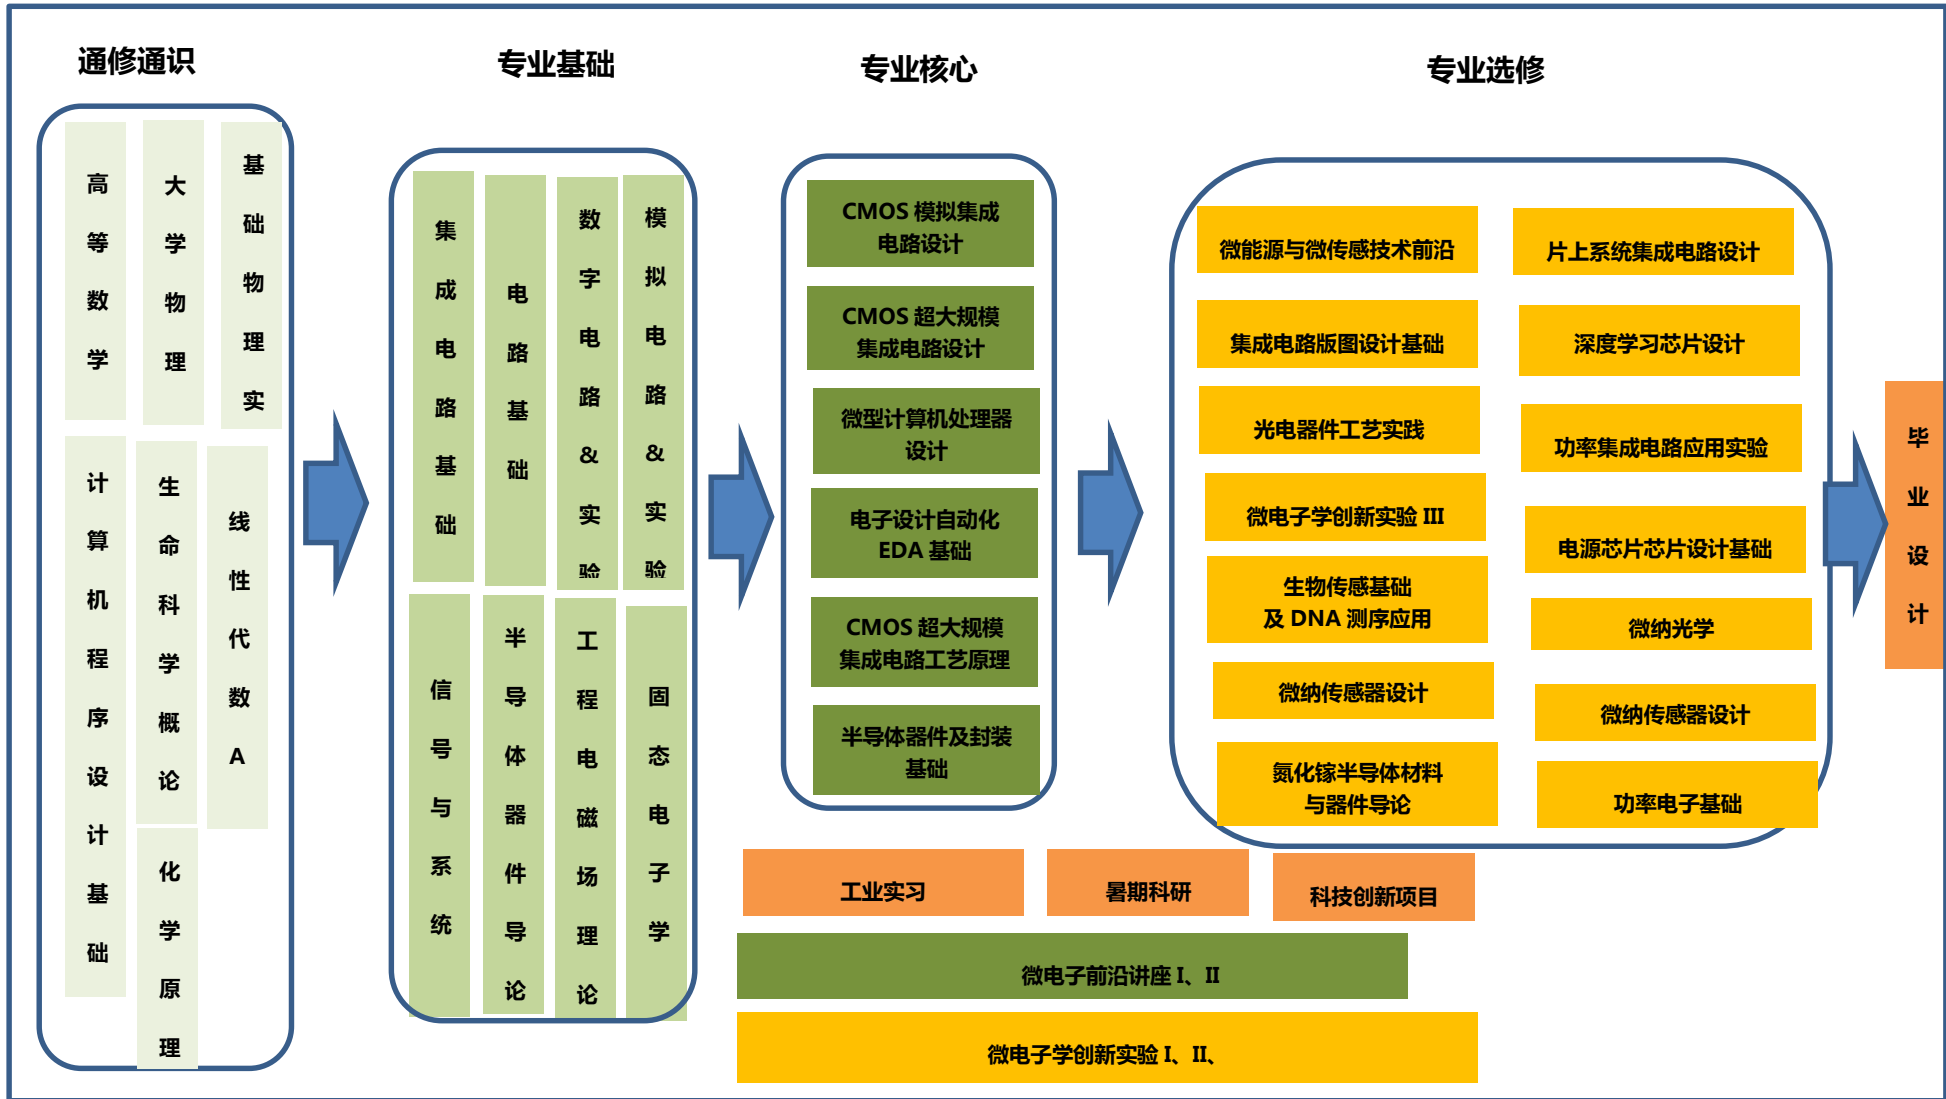 通修通识
专业基础
专业核心
专业选修
高等数学
大学物理
基础物理实
计算机程序设计基础
生命科学概论
线性代数A
化学原理
集成电路基础
电路基础
数字电路&实验
模拟电路&实验
信号与系统
半导体器件导论
工程电磁场理论
固态电子学
CMOS 模拟集成
电路设计
CMOS 超大规模
集成电路设计
微型计算机处理器
设计
电子设计自动化
EDA 基础
CMOS 超大规模
集成电路工艺原理
半导体器件及封装
基础
微能源与微传感技术前沿
集成电路版图设计基础
光电器件工艺实践
微电子学创新实验 III
生物传感基础
及 DNA 测序应用
微纳传感器设计
氮化镓半导体材料
与器件导论
片上系统集成电路设计
深度学习芯片设计
功率集成电路应用实验
电源芯片芯片设计基础
微纳光学
微纳传感器设计
功率电子基础
毕业设计
工业实习
暑期科研
科技创新项目
微电子前沿讲座 I、II
微电子学创新实验 I、II、